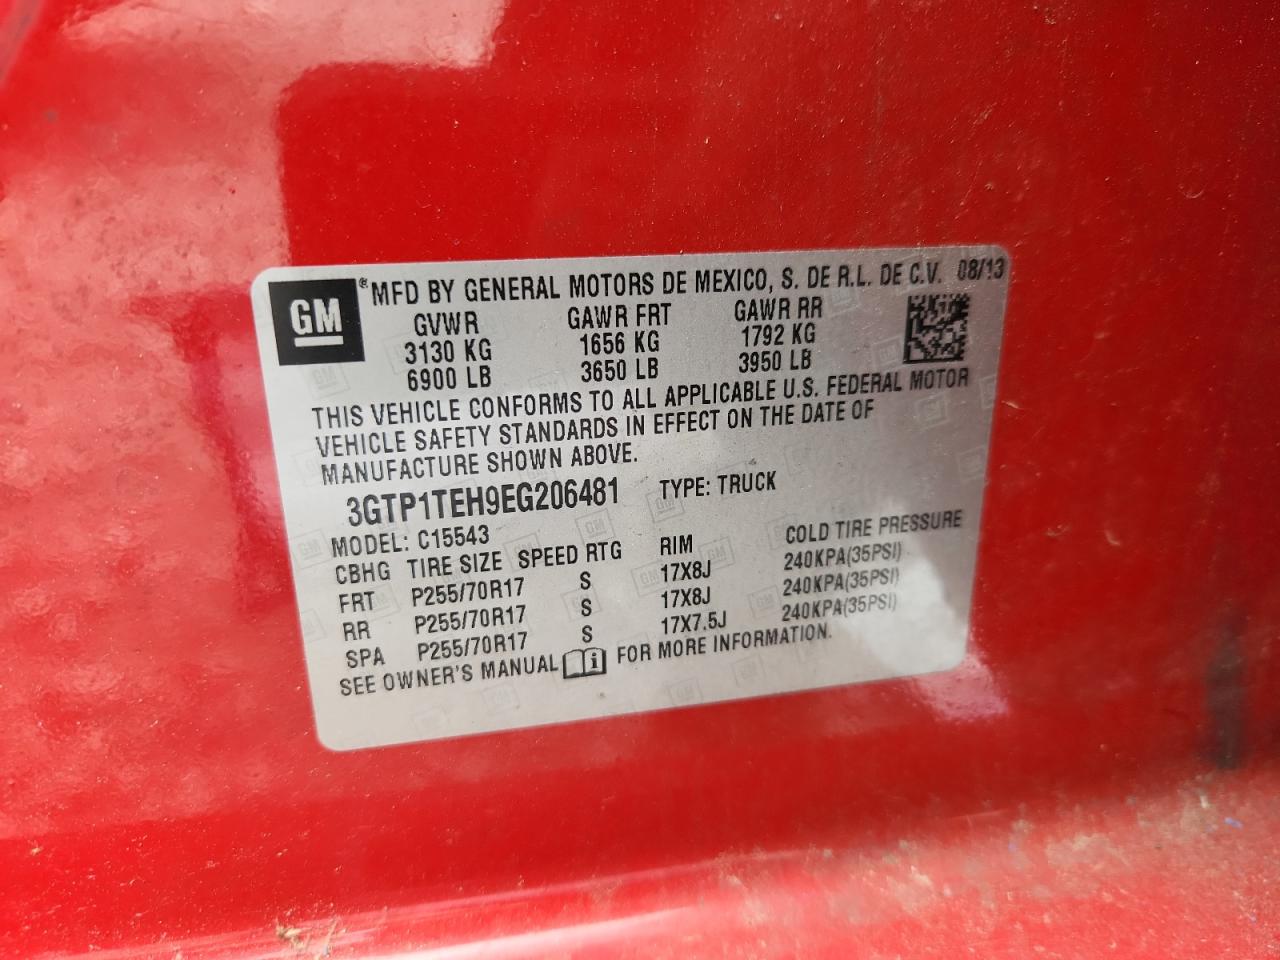 GM ® MFD BY GENERAL MOTORS DE MEXICO, S. DE R.L. DE C.V. 08/13
GVWR GAWR FRT GAWR RR
3130 KG 1656 KG 1792 KG
6900 LB 3650 LB 3950 LB
THIS VEHICLE CONFORMS TO ALL APPLICABLE U.S. FEDERAL MOTOR
VEHICLE SAFETY STANDARDS IN EFFECT ON THE DATE OF
MANUFACTURE SHOWN ABOVE.
3GTP1TEH9EG206481 TYPE: TRUCK
MODEL: C15543
CBHG TIRE SIZE SPEED RTG RIM COLD TIRE PRESSURE
FRT P255/70R17 S 17X8J 240KPA(35PSI)
RR P255/70R17 S 17X8J 240KPA(35PSI)
SPA P255/70R17 S 17X7.5J 240KPA(35PSI)
SEE OWNER'S MANUAL i FOR MORE INFORMATION.